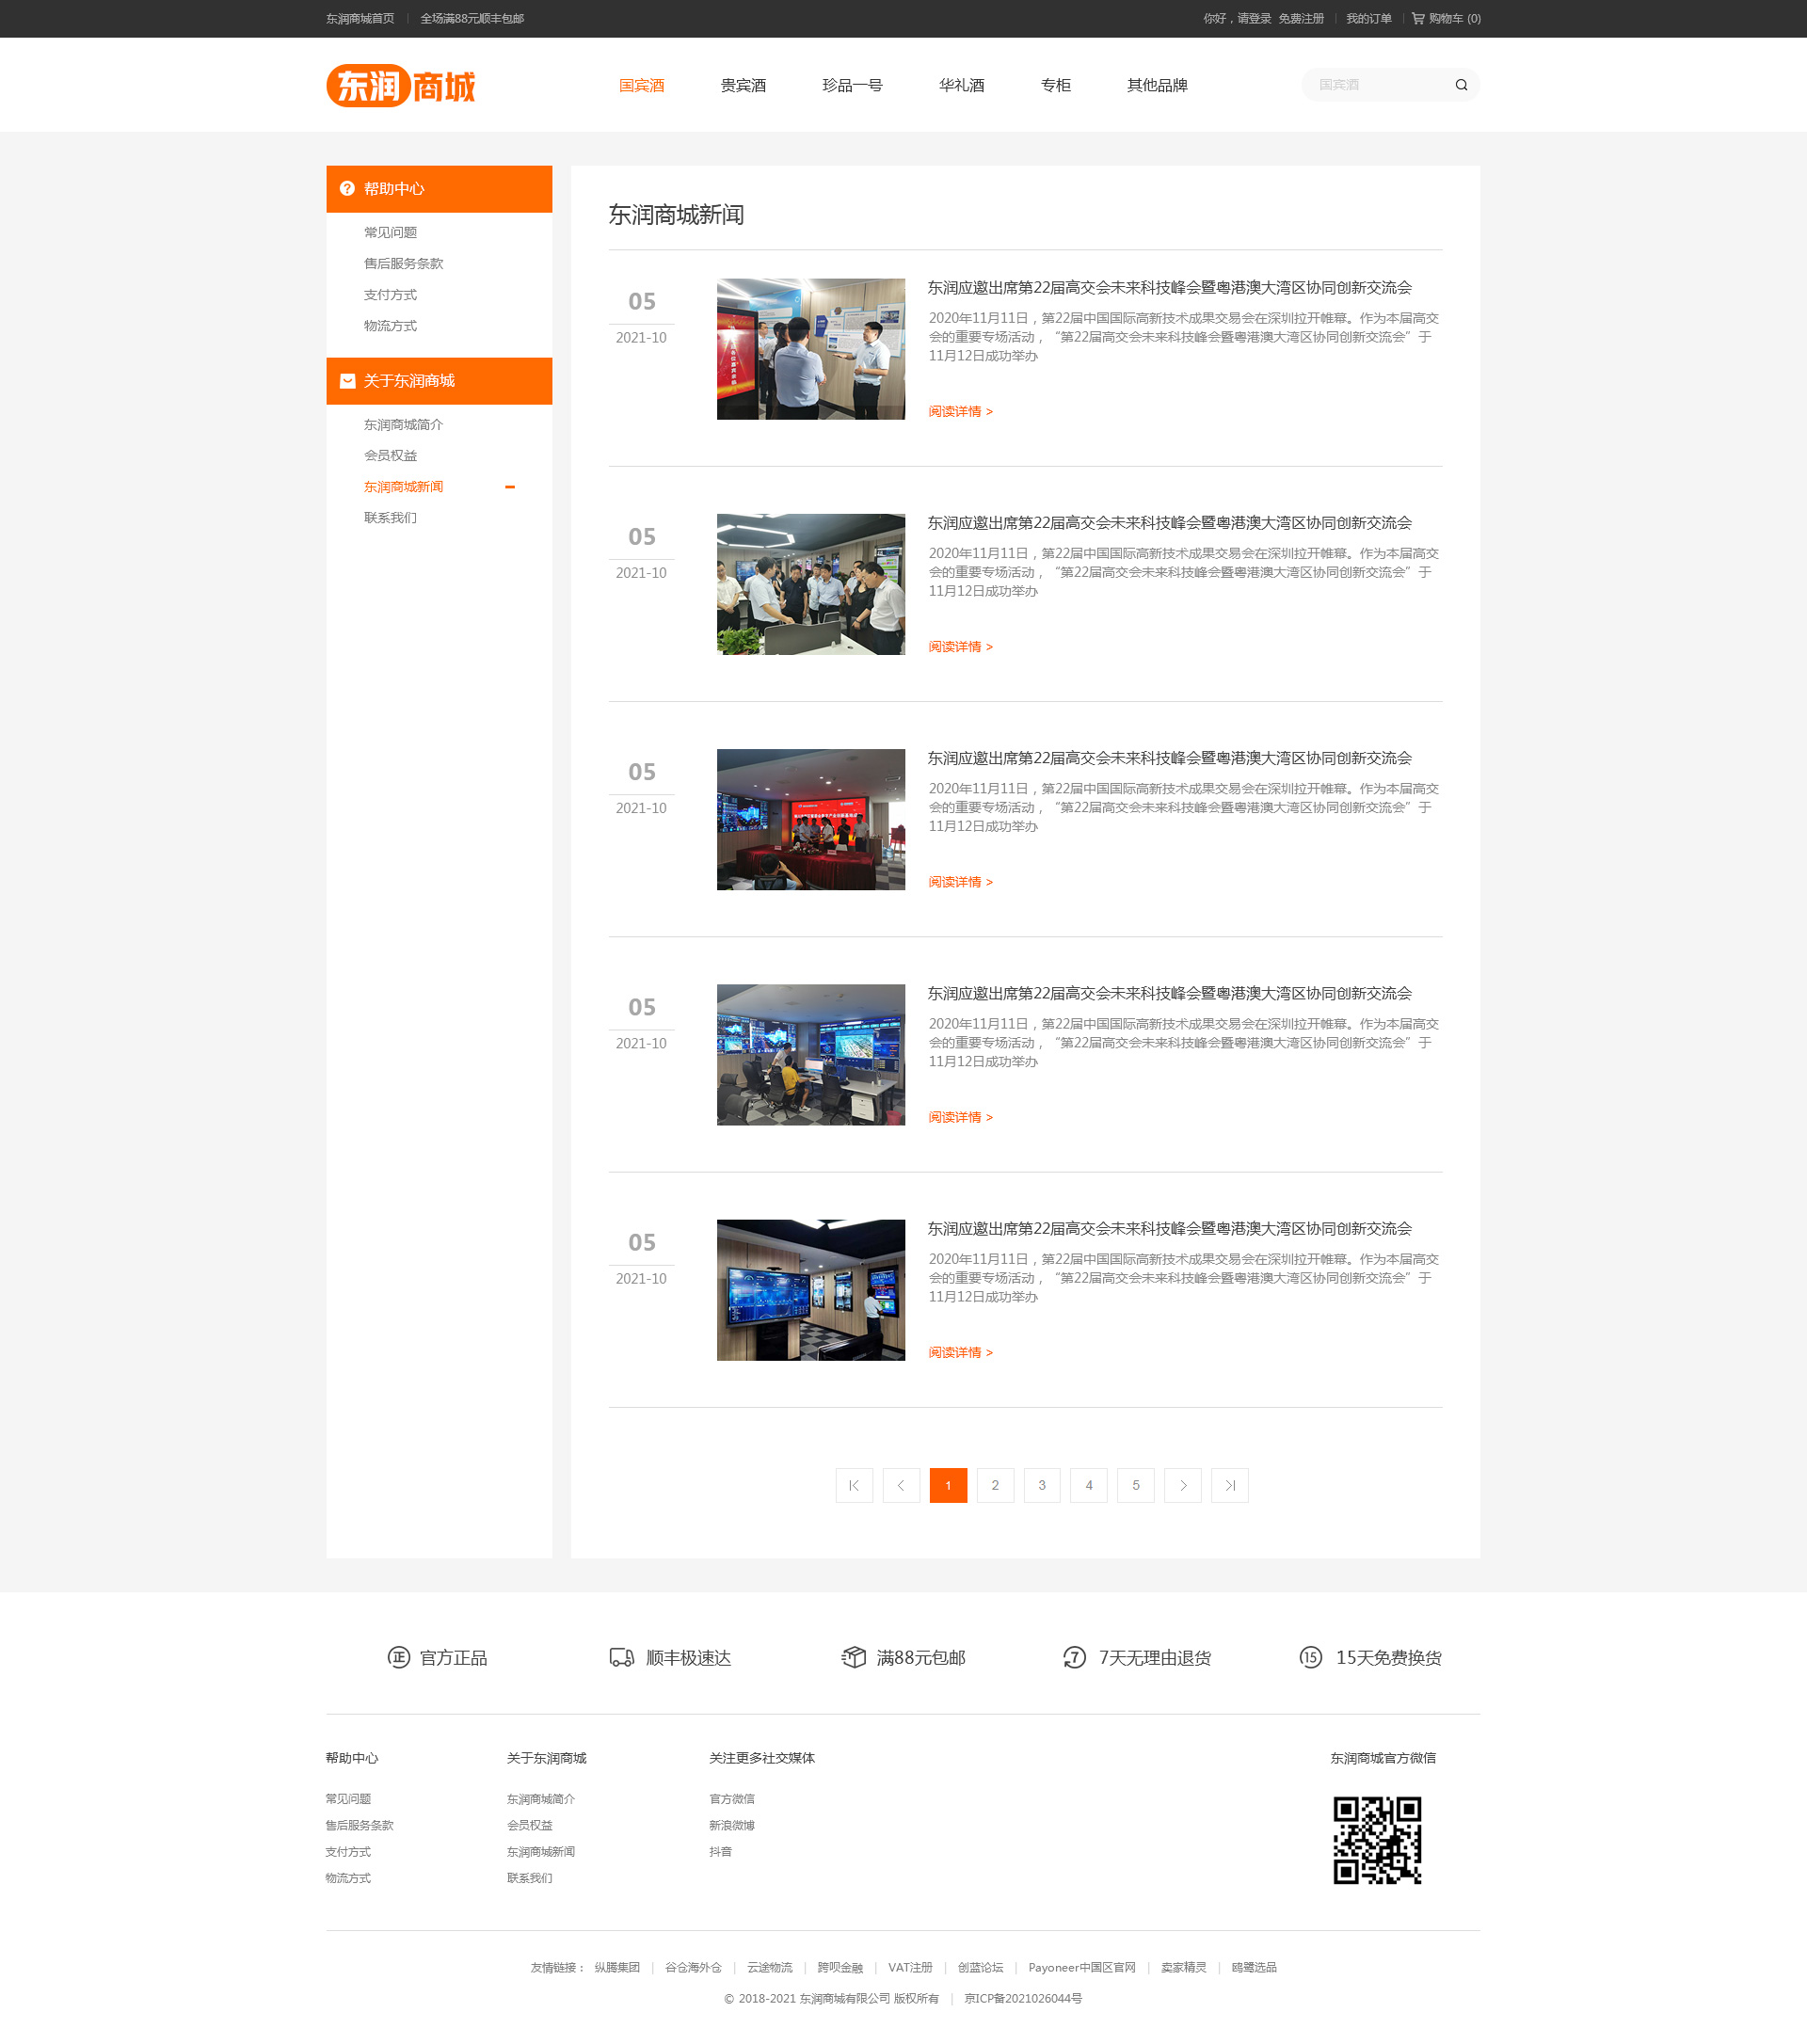 东润商城首页 | 全场满88元顺丰包邮
你好，请登录 免费注册 | 我的订单 | 购物车 (0)
东润商城
国宾酒 贵宾酒 珍品一号 华礼酒 专柜 其他品牌
国宾酒
帮助中心
常见问题
售后服务条款
支付方式
物流方式
关于东润商城
东润商城简介
会员权益
东润商城新闻
联系我们
东润商城新闻
05
2021-10
东润应邀出席第22届高交会未来科技峰会暨粤港澳大湾区协同创新交流会
2020年11月11日，第22届中国国际高新技术成果交易会在深圳拉开帷幕。作为本届高交
会的重要专场活动，“第22届高交会未来科技峰会暨粤港澳大湾区协同创新交流会”于
11月12日成功举办
阅读详情 >
05
2021-10
东润应邀出席第22届高交会未来科技峰会暨粤港澳大湾区协同创新交流会
2020年11月11日，第22届中国国际高新技术成果交易会在深圳拉开帷幕。作为本届高交
会的重要专场活动，“第22届高交会未来科技峰会暨粤港澳大湾区协同创新交流会”于
11月12日成功举办
阅读详情 >
05
2021-10
东润应邀出席第22届高交会未来科技峰会暨粤港澳大湾区协同创新交流会
2020年11月11日，第22届中国国际高新技术成果交易会在深圳拉开帷幕。作为本届高交
会的重要专场活动，“第22届高交会未来科技峰会暨粤港澳大湾区协同创新交流会”于
11月12日成功举办
阅读详情 >
05
2021-10
东润应邀出席第22届高交会未来科技峰会暨粤港澳大湾区协同创新交流会
2020年11月11日，第22届中国国际高新技术成果交易会在深圳拉开帷幕。作为本届高交
会的重要专场活动，“第22届高交会未来科技峰会暨粤港澳大湾区协同创新交流会”于
11月12日成功举办
阅读详情 >
05
2021-10
东润应邀出席第22届高交会未来科技峰会暨粤港澳大湾区协同创新交流会
2020年11月11日，第22届中国国际高新技术成果交易会在深圳拉开帷幕。作为本届高交
会的重要专场活动，“第22届高交会未来科技峰会暨粤港澳大湾区协同创新交流会”于
11月12日成功举办
阅读详情 >
1 2 3 4 5
正 官方正品 顺丰极速达 满88元包邮 7 7天无理由退货 15 15天免费换货
帮助中心
常见问题
售后服务条款
支付方式
物流方式
关于东润商城
东润商城简介
会员权益
东润商城新闻
联系我们
关注更多社交媒体
官方微信
新浪微博
抖音
东润商城官方微信
友情链接： 纵腾集团 | 谷仓海外仓 | 云途物流 | 跨呗金融 | VAT注册 | 创蓝论坛 | Payoneer中国区官网 | 卖家精灵 | 鸥鹭选品
© 2018-2021 东润商城有限公司 版权所有 | 京ICP备2021026044号